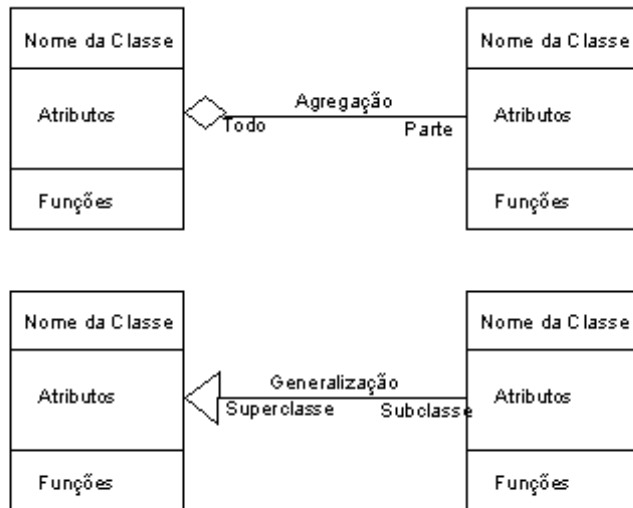 Nome da Classe
Atributos
Funções
Agregação
Todo
Parte
Nome da Classe
Atributos
Funções
Nome da Classe
Atributos
Funções
Generalização
Superclasse
Subclasse
Nome da Classe
Atributos
Funções